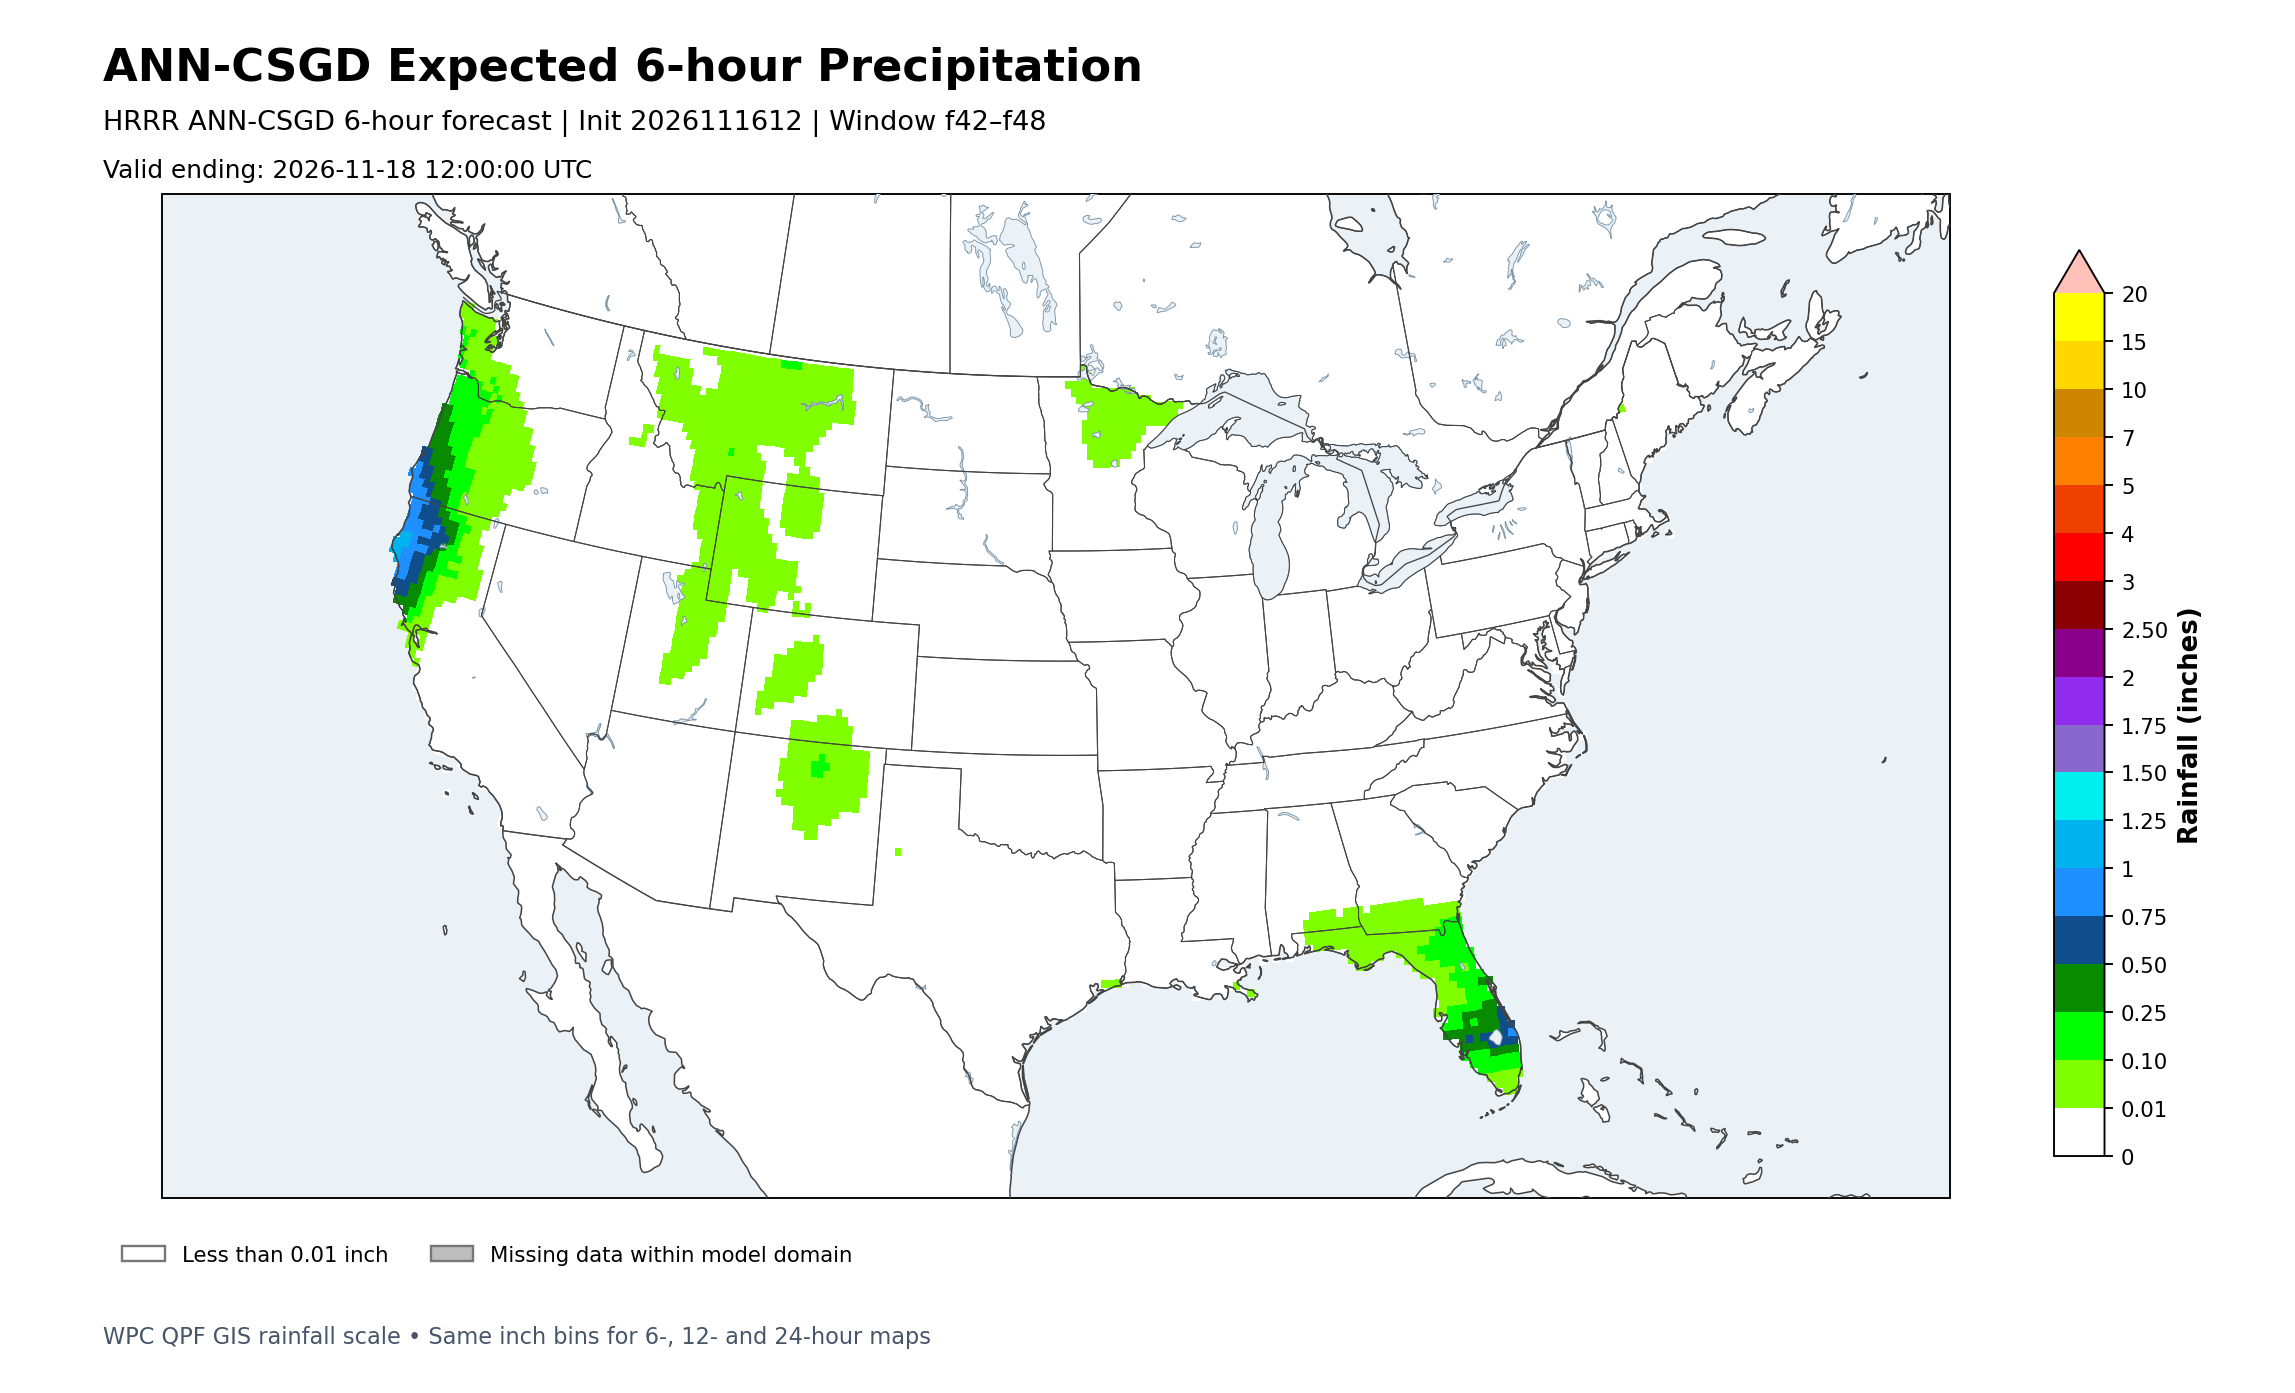 ANN-CSGD Expected 6-hour Precipitation
HRRR ANN-CSGD 6-hour forecast | Init 2026111612 | Window f42–f48
Valid ending: 2026-11-18 12:00:00 UTC
20
15
10
7
5
4
3
2.50
2
1.75
1.50
1.25
1
0.75
0.50
0.25
0.10
0.01
0
Rainfall (inches)
Less than 0.01 inch
Missing data within model domain
WPC QPF GIS rainfall scale • Same inch bins for 6-, 12- and 24-hour maps